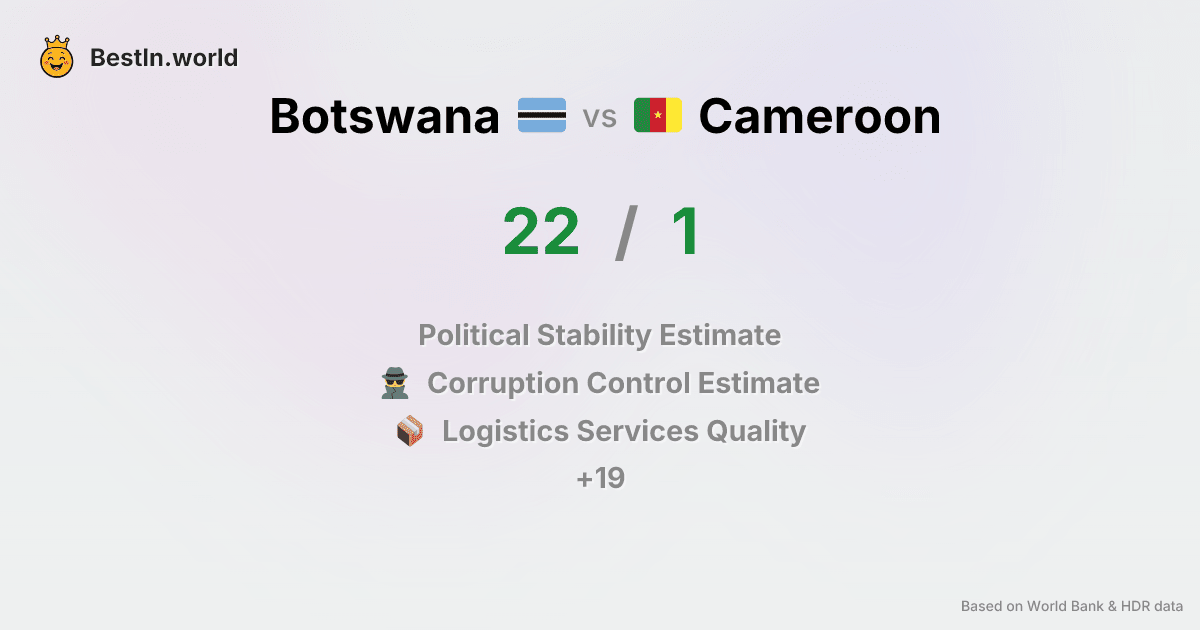 BestIn.world
Botswana vs Cameroon
22 / 1
Political Stability Estimate
Corruption Control Estimate
Logistics Services Quality
+19
Based on World Bank & HDR data